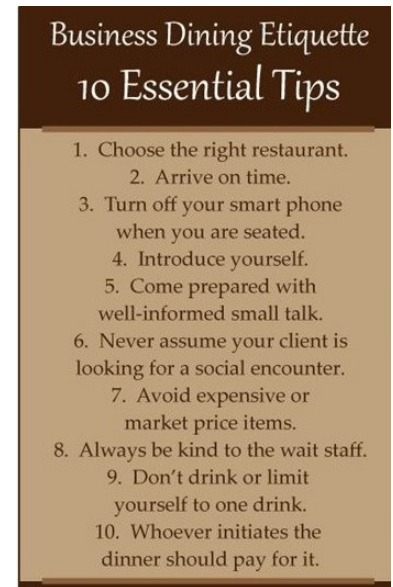 Business Dining Etiquette
10 Essential Tips
1. Choose the right restaurant.
2. Arrive on time.
3. Turn off your smart phone
when you are seated.
4. Introduce yourself.
5. Come prepared with
well-informed small talk.
6. Never assume your client is
looking for a social encounter.
7. Avoid expensive or
market price items.
8. Always be kind to the wait staff.
9. Don't drink or limit
yourself to one drink.
10. Whoever initiates the
dinner should pay for it.